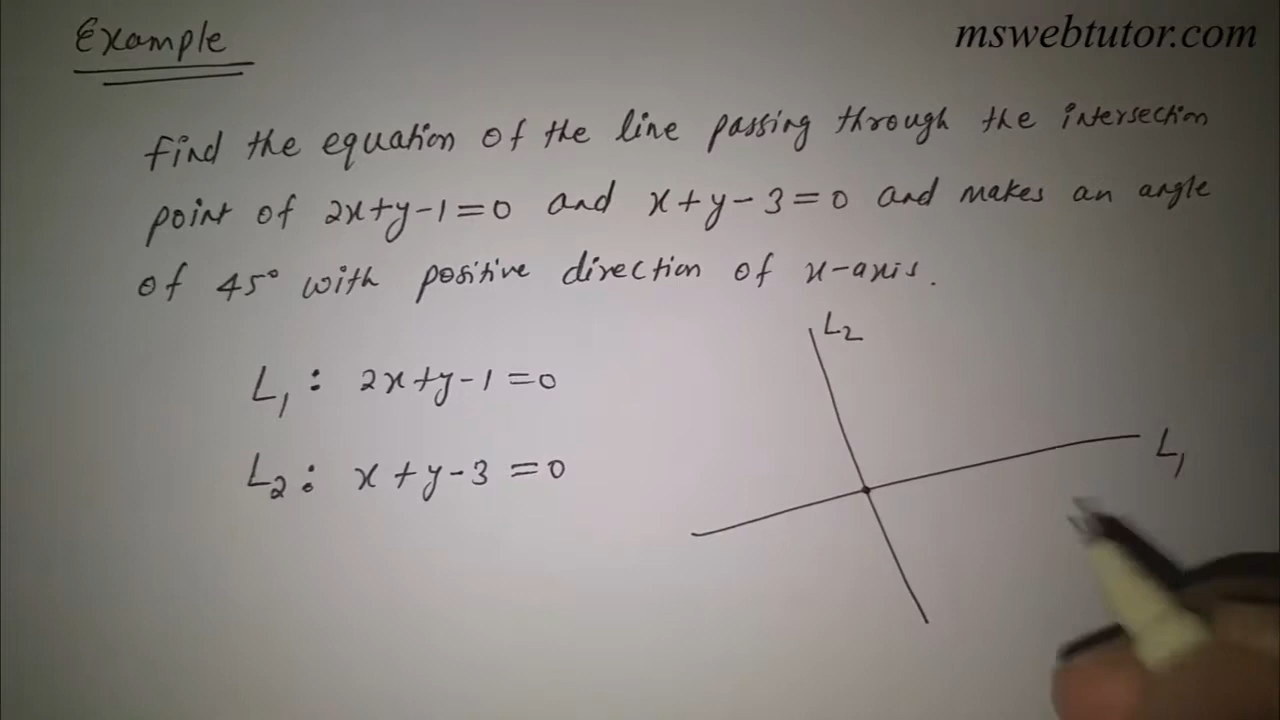 Example
mswebtutor.com
Find the equation of the line passing through the intersection
point of 2x+y-1=0 and x+y-3=0 and makes an angle
of 45° with positive direction of x-axis.
L₂
L₁ : 2x+y-1=0
L₁
L₂ : x+y-3=0